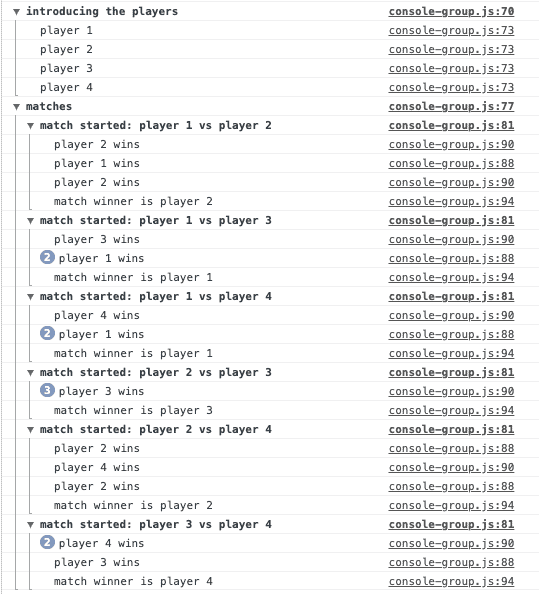 ▼ introducing the players console-group.js:70
player 1 console-group.js:73
player 2 console-group.js:73
player 3 console-group.js:73
player 4 console-group.js:73
▼ matches console-group.js:77
▼ match started: player 1 vs player 2 console-group.js:81
player 2 wins console-group.js:90
player 1 wins console-group.js:88
player 2 wins console-group.js:90
match winner is player 2 console-group.js:94
▼ match started: player 1 vs player 3 console-group.js:81
player 3 wins console-group.js:90
2 player 1 wins console-group.js:88
match winner is player 1 console-group.js:94
▼ match started: player 1 vs player 4 console-group.js:81
player 4 wins console-group.js:90
2 player 1 wins console-group.js:88
match winner is player 1 console-group.js:94
▼ match started: player 2 vs player 3 console-group.js:81
3 player 3 wins console-group.js:90
match winner is player 3 console-group.js:94
▼ match started: player 2 vs player 4 console-group.js:81
player 2 wins console-group.js:88
player 4 wins console-group.js:90
player 2 wins console-group.js:88
match winner is player 2 console-group.js:94
▼ match started: player 3 vs player 4 console-group.js:81
2 player 4 wins console-group.js:90
player 3 wins console-group.js:88
match winner is player 4 console-group.js:94